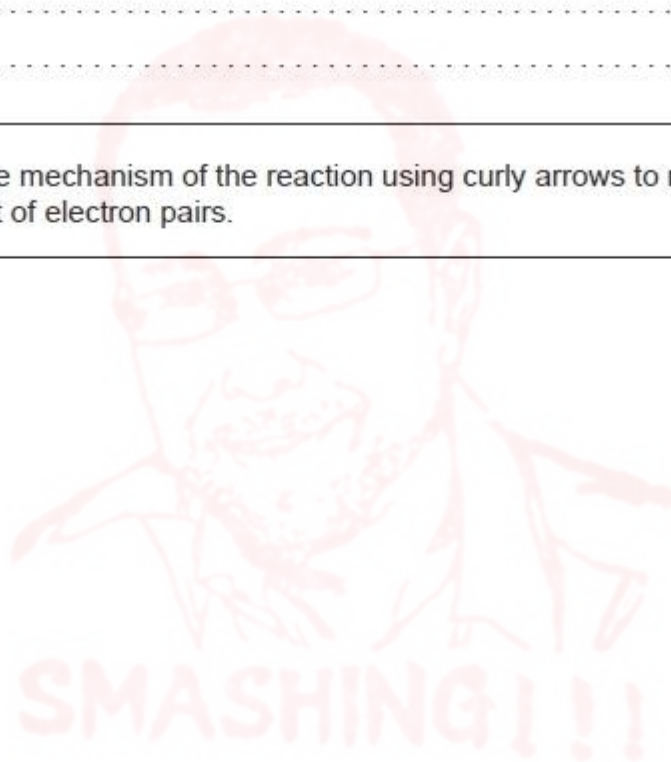 e mechanism of the reaction using curly arrows to
t of electron pairs.
SMASHING!!!